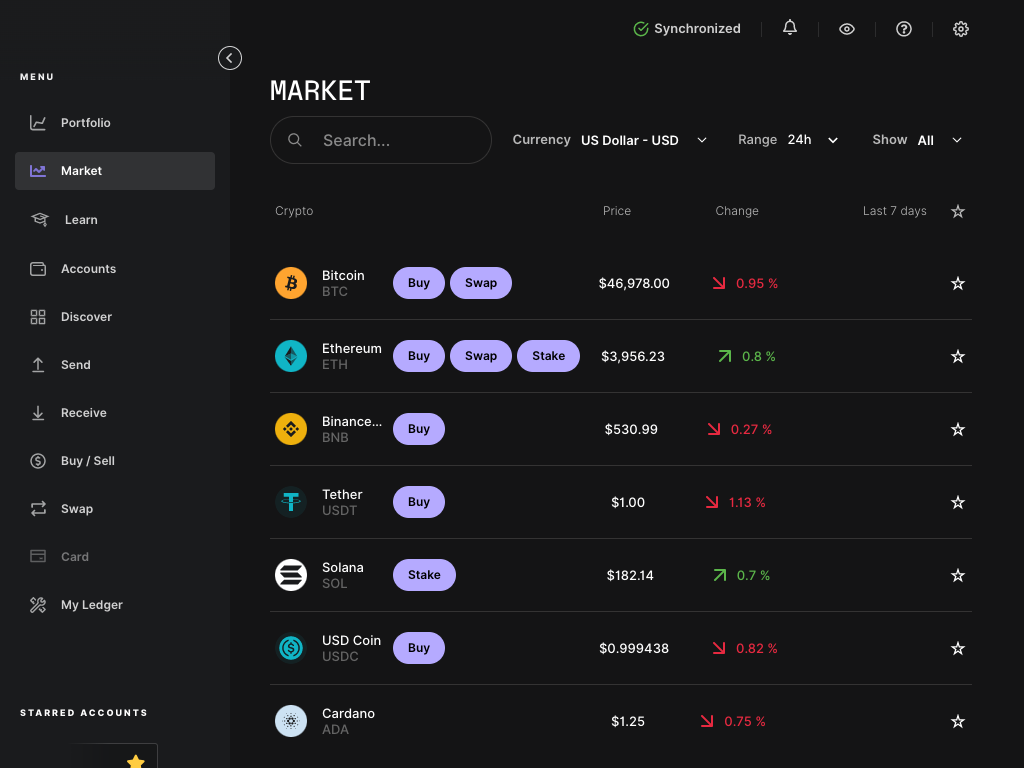 Synchronized
MENU
Portfolio
Market
Learn
Accounts
Discover
Send
Receive
Buy / Sell
Swap
Card
My Ledger
STARRED ACCOUNTS
MARKET
Search...
Currency US Dollar - USD
Range 24h
Show All
Crypto Price Change Last 7 days
Bitcoin
BTC
Buy Swap $46,978.00 0.95 %
Ethereum
ETH
Buy Swap Stake $3,956.23 0.8 %
Binance...
BNB
Buy $530.99 0.27 %
Tether
USDT
Buy $1.00 1.13 %
Solana
SOL
Stake $182.14 0.7 %
USD Coin
USDC
Buy $0.999438 0.82 %
Cardano
ADA
$1.25 0.75 %